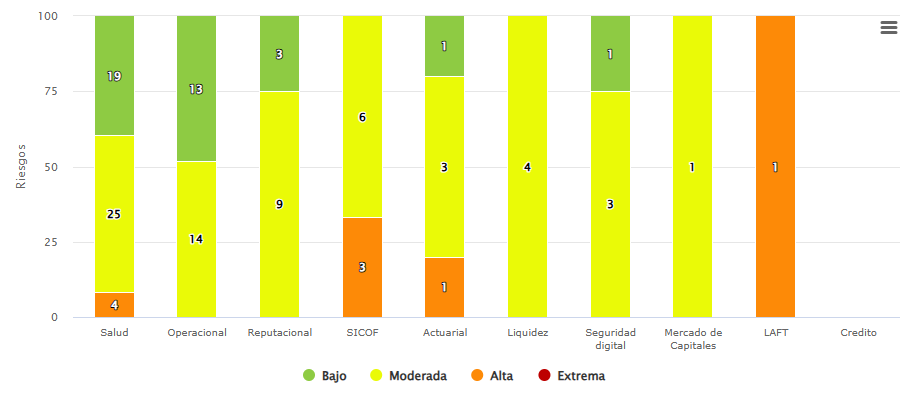 100
75
50
25
0
Riesgos
19
25
4
13
14
3
9
6
3
1
3
1
4
1
3
1
1
Salud
Operacional
Reputacional
SICOF
Actuarial
Liquidez
Seguridad
digital
Mercado de
Capitales
LAFT
Credito
Bajo
Moderada
Alta
Extrema